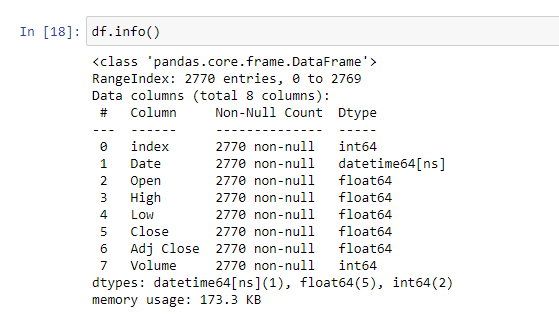 In [18]: df.info()
<class 'pandas.core.frame.DataFrame'>
RangeIndex: 2770 entries, 0 to 2769
Data columns (total 8 columns):
 #   Column     Non-Null Count  Dtype
---  ------     --------------  -----
 0   index      2770 non-null   int64
 1   Date       2770 non-null   datetime64[ns]
 2   Open       2770 non-null   float64
 3   High       2770 non-null   float64
 4   Low        2770 non-null   float64
 5   Close      2770 non-null   float64
 6   Adj Close  2770 non-null   float64
 7   Volume     2770 non-null   int64
dtypes: datetime64[ns](1), float64(5), int64(2)
memory usage: 173.3 KB